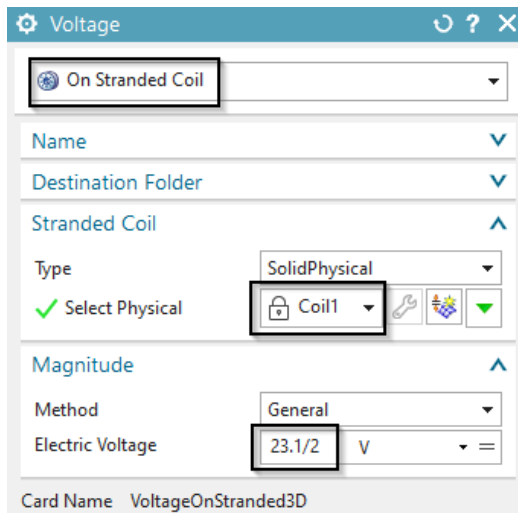 Voltage
On Stranded Coil
Name
Destination Folder
Stranded Coil
Type SolidPhysical
Select Physical Coil1
Magnitude
Method General
Electric Voltage 23.1/2 V =
Card Name VoltageOnStranded3D